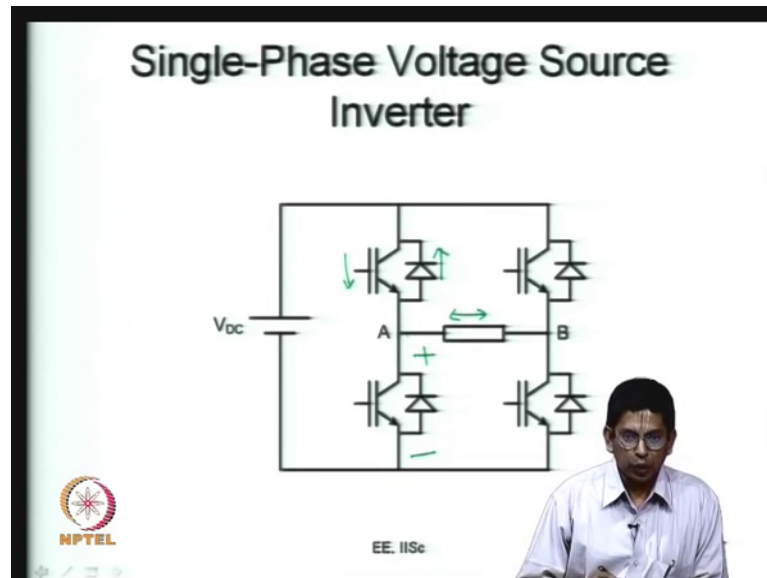 Single-Phase Voltage Source
Inverter
VDC
A
B
+
−
NPTEL
EE, IISc